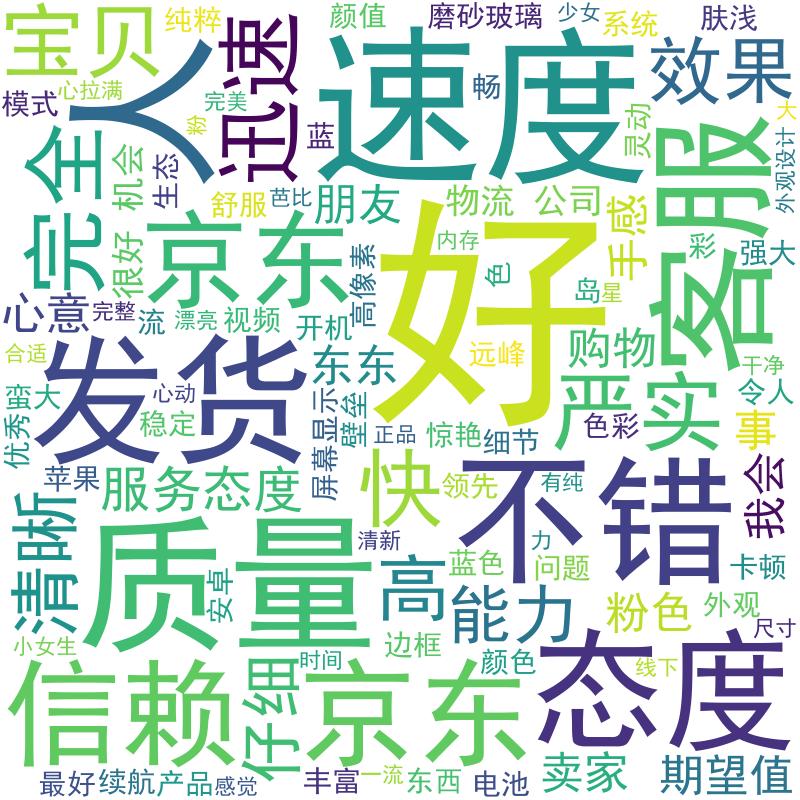 宝贝
纯粹
颜值
磨砂玻璃
少女
系统
肤浅
模式
心拉满
完美
人
迅速
蓝
速度
畅
效果
灵动
大
外观设计
完全
机会
生态
舒服
芭比
朋友
物流
公司
手感
客服
彩
强大
很好
京东
高像素
好
内存
色
岛
星
心意
完整
流
漂亮
视频
开机
远峰
购物
干净
令人
合适
发货
心动
东东
壁垒
屏幕显示
正品
惊艳
细节
严实
色彩
事
优秀
蛮大
稳定
苹果
服务态度
快
领先
不错
有纯
我会
清晰
质量
安卓
清新
高
蓝色
力
问题
卡顿
能力
粉色
外观
尺寸
小女生
边框
颜色
线下
信赖
仔细
时间
京东
态度
最好
续航
产品
感觉
丰富
一流
东西
电池
卖家
期望值